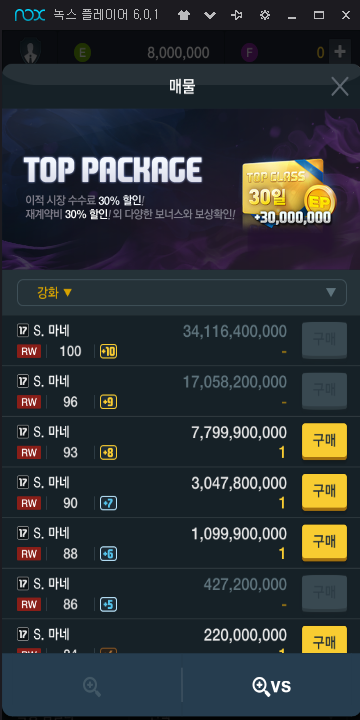 nox 녹스 플레이어 6.0.1
E 8,000,000 F 0 +
매물
TOP PACKAGE
이적 시장 수수료 30% 할인!
재계약비 30% 할인! 외 다양한 보너스와 보상확인!
TOP CLASS
30일
EP
+30,000,000
강화 ▼
17 S. 마네 34,116,400,000 구매
RW 100 +10 -
17 S. 마네 17,058,200,000 구매
RW 96 +9 -
17 S. 마네 7,799,900,000 구매
RW 93 +8 1
17 S. 마네 3,047,800,000 구매
RW 90 +7 1
17 S. 마네 1,099,900,000 구매
RW 88 +6 1
17 S. 마네 427,200,000 구매
RW 86 +5 -
17 S. 마네 220,000,000 구매
VS